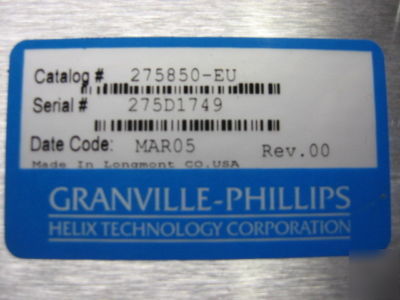 Catalog # 275850-EU
Serial # 275D1749
Date Code: MAR05 Rev.00
Made In Longmont CO.USA
GRANVILLE-PHILLIPS
HELIX TECHNOLOGY CORPORATION